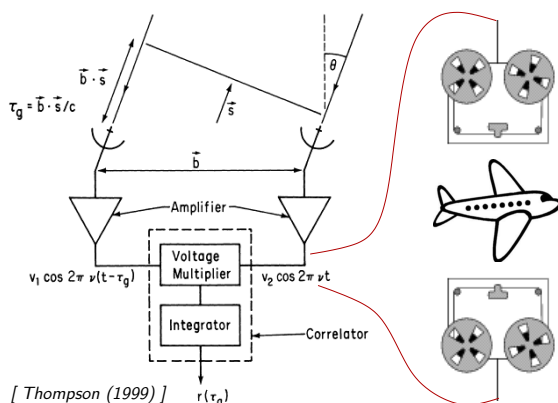 b⃗ · s⃗
θ
τg = b⃗ · s⃗/c
s⃗
b⃗
Amplifier
Voltage
Multiplier
v1 cos 2π ν(t-τg)
v2 cos 2π νt
Integrator
Correlator
[ Thompson (1999) ]
r(τg)